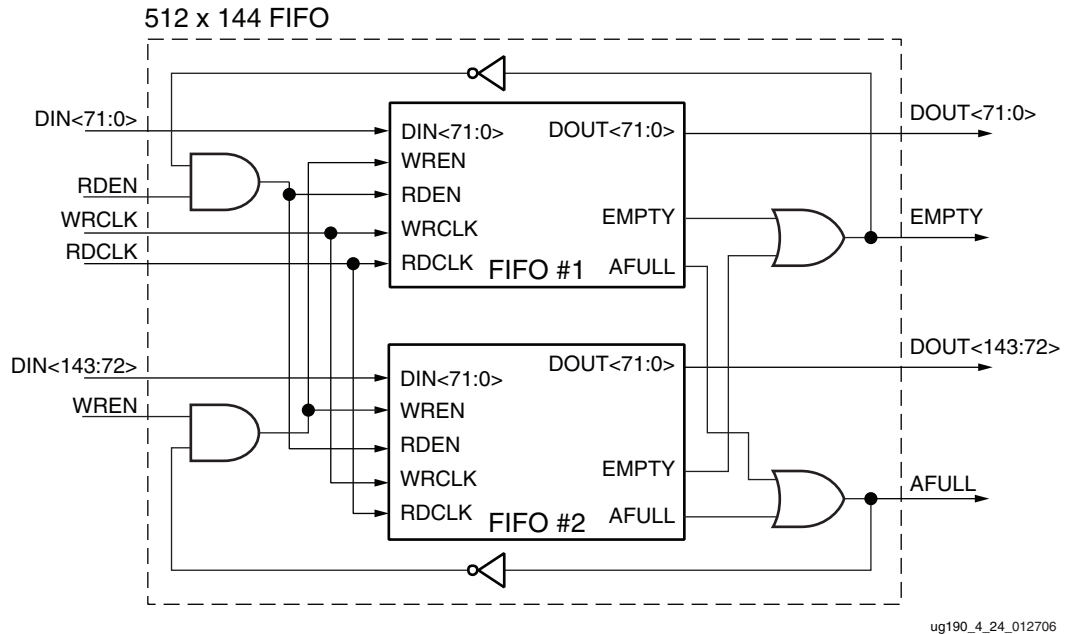 512 x 144 FIFO
DIN<71:0>
RDEN
WRCLK
RDCLK
DIN<71:0>
WREN
RDEN
WRCLK
RDCLK
FIFO #1
DOUT<71:0>
EMPTY
AFULL
DOUT<71:0>
EMPTY
DIN<143:72>
WREN
DIN<71:0>
WREN
RDEN
WRCLK
RDCLK
FIFO #2
DOUT<71:0>
EMPTY
AFULL
DOUT<143:72>
AFULL
ug190_4_24_012706